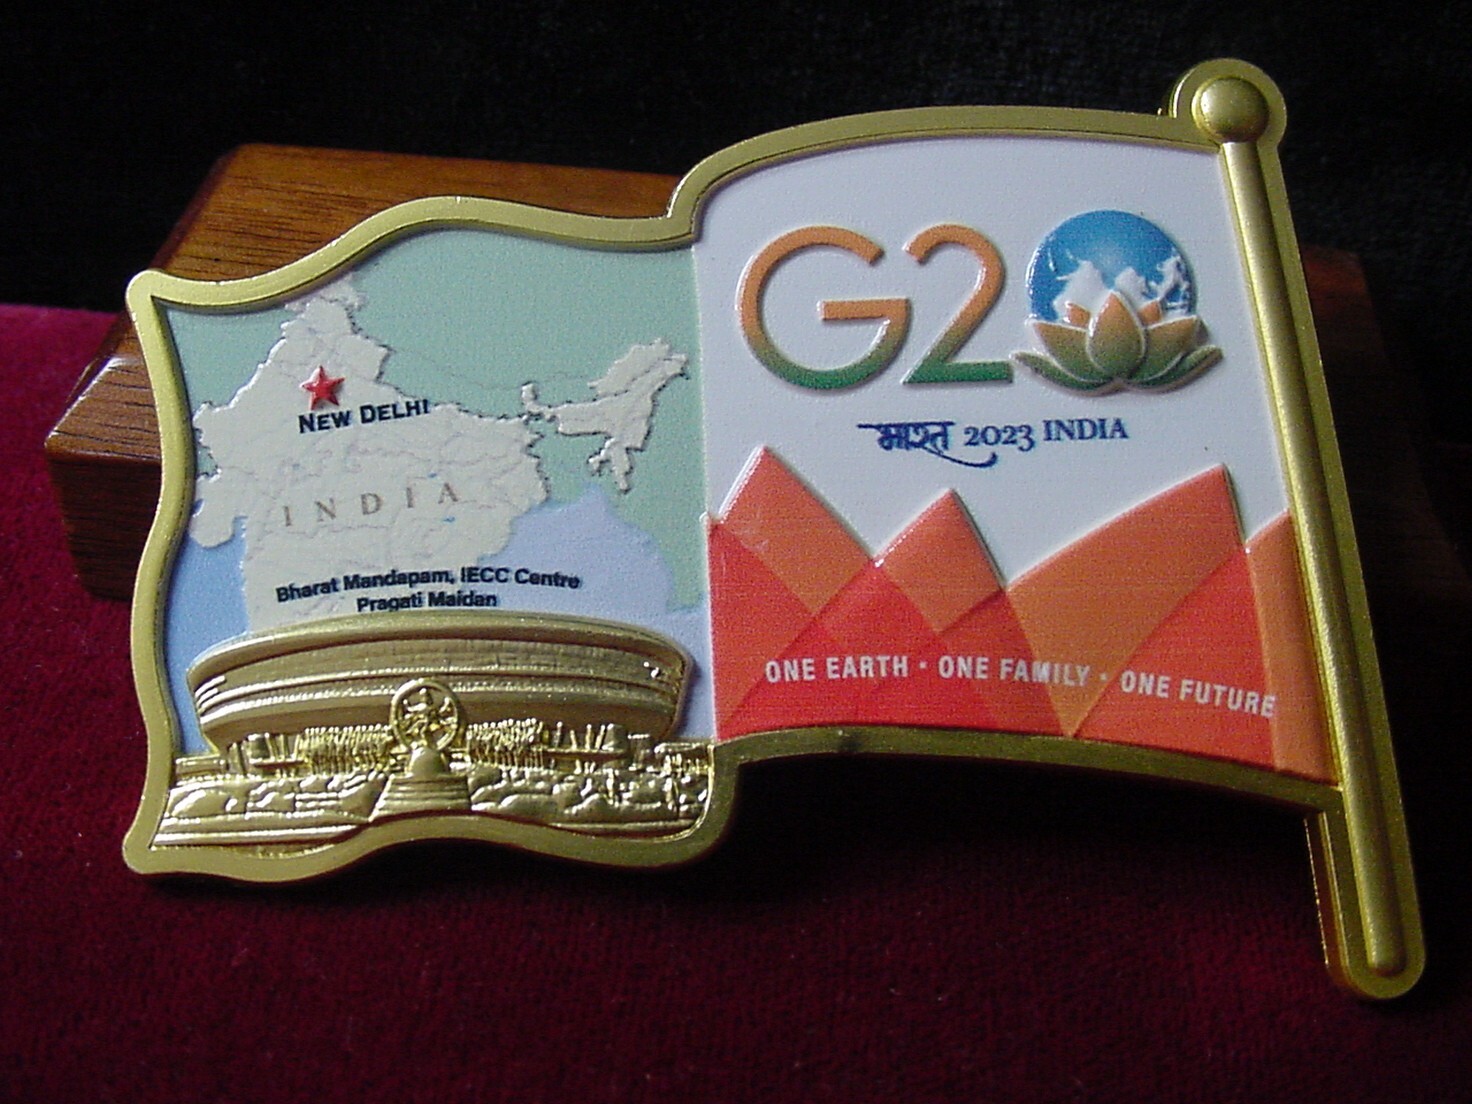 NEW DELHI
INDIA
Bharat Mandapam, IECC Centre
Pragati Maidan
G20
भारत 2023 INDIA
ONE EARTH · ONE FAMILY · ONE FUTURE